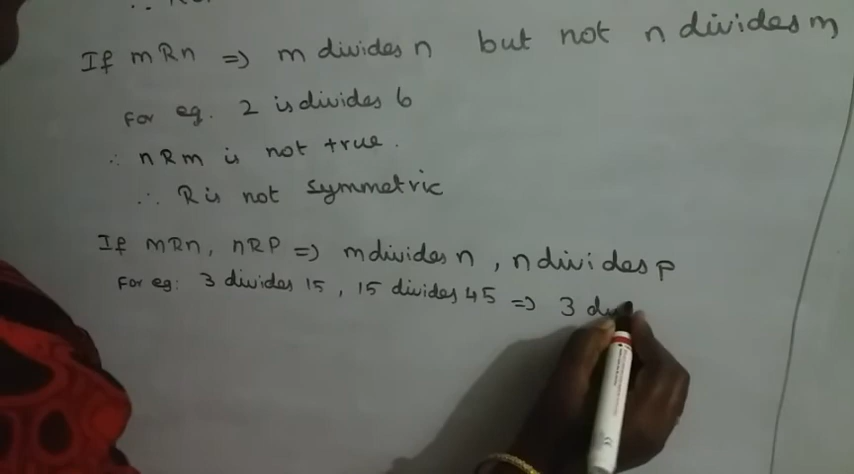 If mRn => m divides n but not n divides m
For eg. 2 is divides 6
∴ nRm is not true.
∴ R is not symmetric
If mRn, nRP => m divides n, n divides p
For eg: 3 divides 15, 15 divides 45 => 3